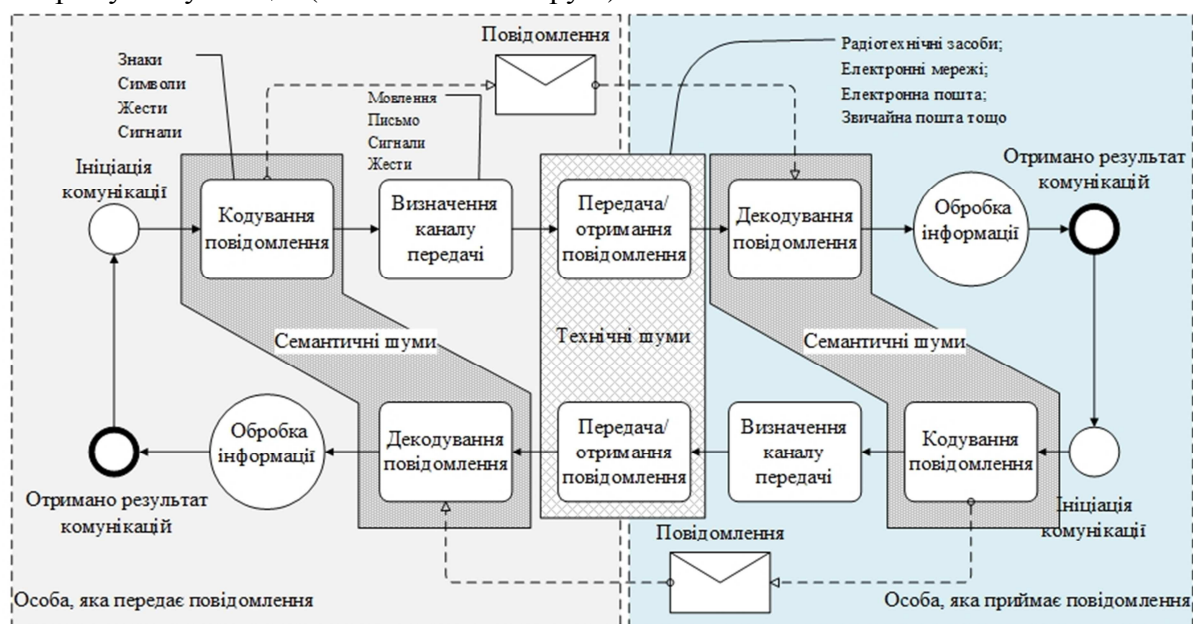 Повідомлення
Знаки
Символи
Жести
Сигнали
Мовлення
Письмо
Сигнали
Жести
Радіотехнічні засоби;
Електронні мережі;
Електронна пошта;
Звичайна пошта тощо
Ініціація
комунікації
Кодування
повідомлення
Визначення
каналу
передачі
Передача/
отримання
повідомлення
Декодування
повідомлення
Обробка
інформації
Отримано результат
комунікацій
Семантичні шуми
Технічні шуми
Семантичні шуми
Обробка
інформації
Декодування
повідомлення
Передача/
отримання
повідомлення
Визначення
каналу
передачі
Кодування
повідомлення
Отримано результат
комунікацій
Ініціація
комунікації
Повідомлення
Особа, яка передає повідомлення
Особа, яка приймає повідомлення